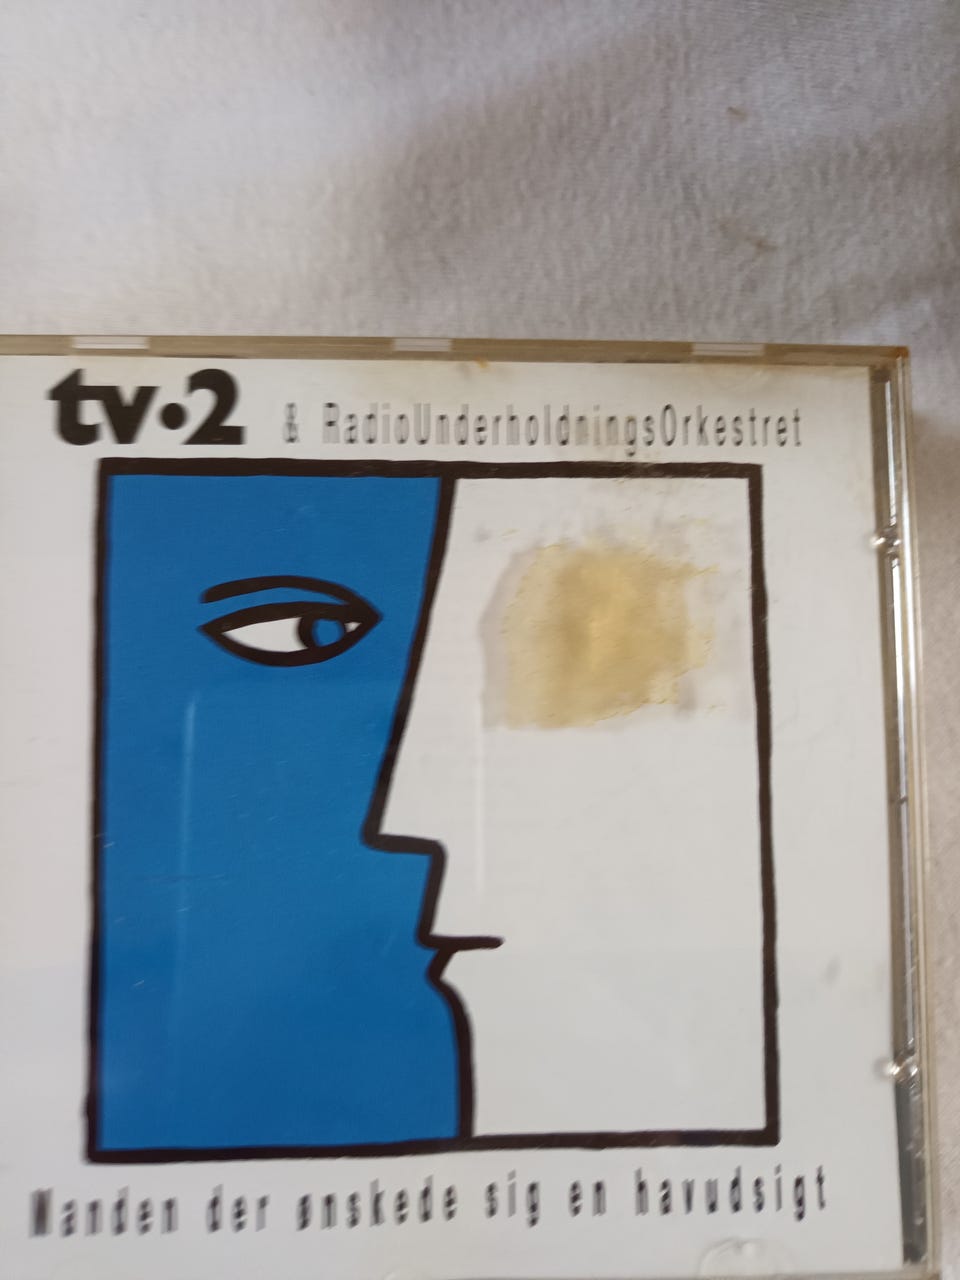 tv·2 & RadioUnderholdningsOrkestret
Manden der ønskede sig en havudsigt